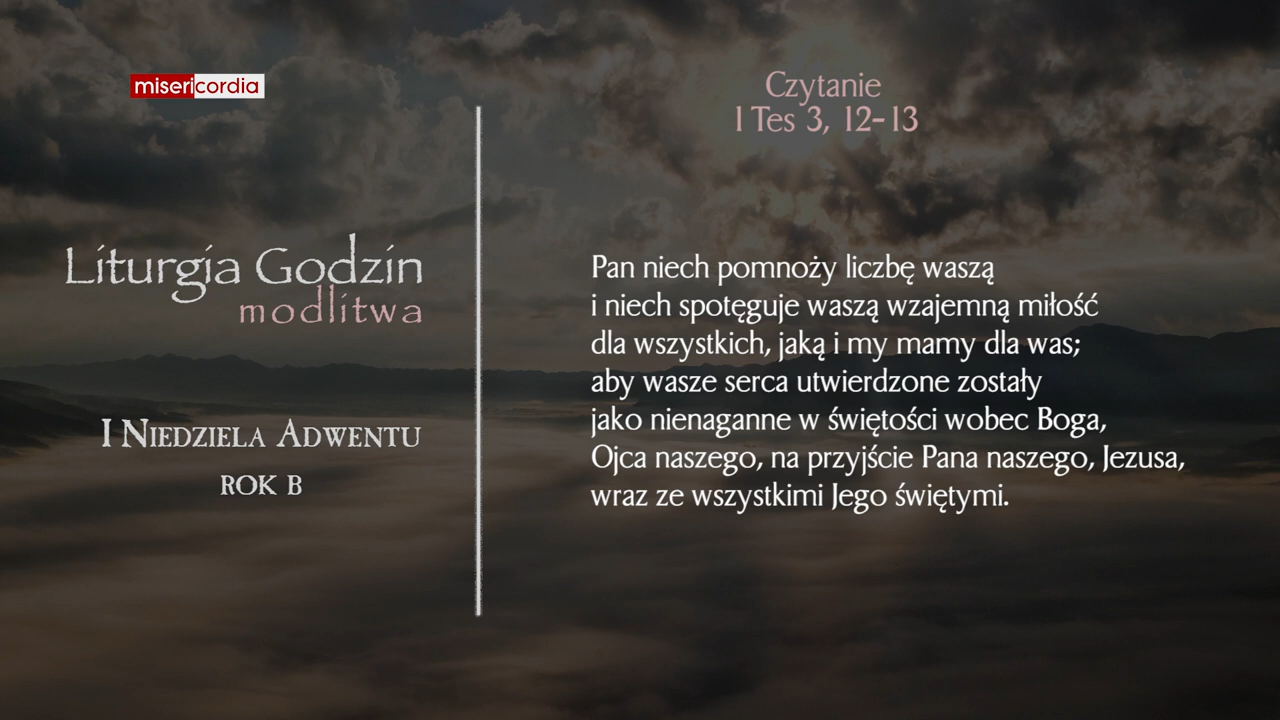 misericordia
Liturgia Godzin
modlitwa
I Niedziela Adwentu
rok B
Czytanie
1 Tes 3, 12-13
Pan niech pomnoży liczbę waszą
i niech spotęguje waszą wzajemną miłość
dla wszystkich, jaką i my mamy dla was;
aby wasze serca utwierdzone zostały
jako nienaganne w świętości wobec Boga,
Ojca naszego, na przyjście Pana naszego, Jezusa,
wraz ze wszystkimi Jego świętymi.